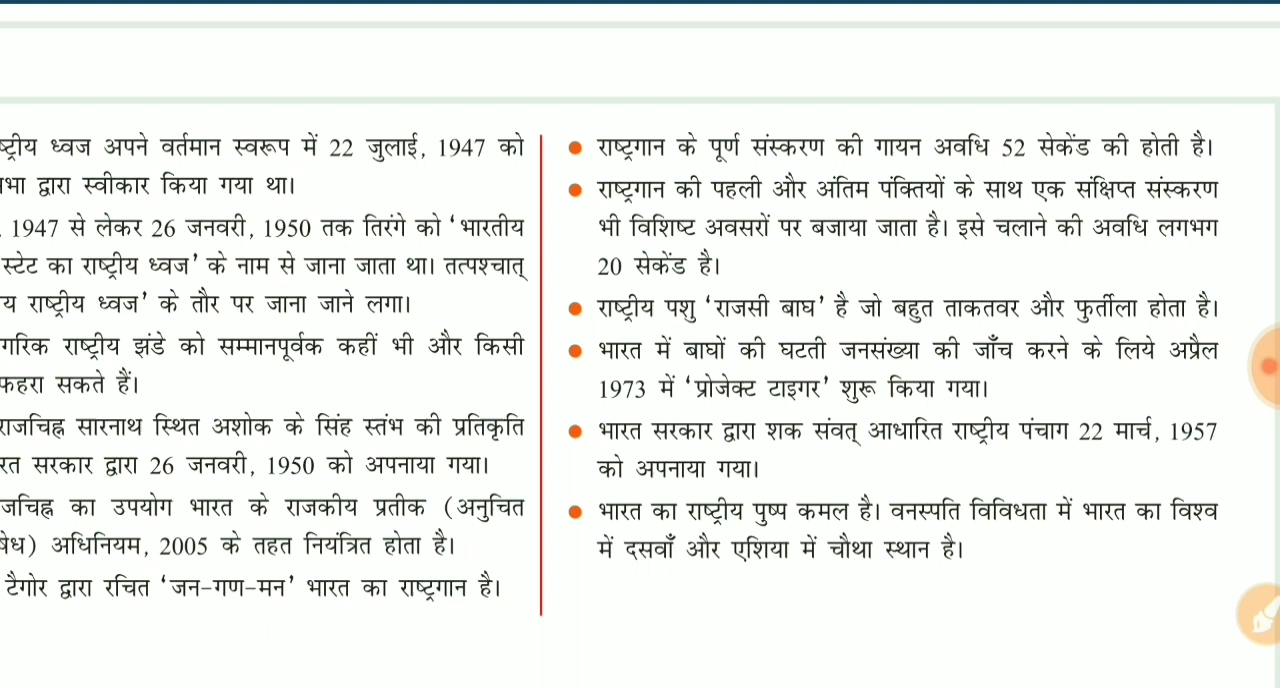 ष्ट्रीय ध्वज अपने वर्तमान स्वरूप में 22 जुलाई, 1947 को
भा द्वारा स्वीकार किया गया था।
1947 से लेकर 26 जनवरी, 1950 तक तिरंगे को ‘भारतीय
स्टेट का राष्ट्रीय ध्वज’ के नाम से जाना जाता था। तत्पश्चात्
य राष्ट्रीय ध्वज’ के तौर पर जाना जाने लगा।
गरिक राष्ट्रीय झंडे को सम्मानपूर्वक कहीं भी और किसी
फहरा सकते हैं।
राजचिह्न सारनाथ स्थित अशोक के सिंह स्तंभ की प्रतिकृति
रत सरकार द्वारा 26 जनवरी, 1950 को अपनाया गया।
जचिह्न का उपयोग भारत के राजकीय प्रतीक (अनुचित
षेध) अधिनियम, 2005 के तहत नियंत्रित होता है।
टैगोर द्वारा रचित ‘जन-गण-मन’ भारत का राष्ट्रगान है।
राष्ट्रगान के पूर्ण संस्करण की गायन अवधि 52 सेकेंड की होती है।
राष्ट्रगान की पहली और अंतिम पंक्तियों के साथ एक संक्षिप्त संस्करण
भी विशिष्ट अवसरों पर बजाया जाता है। इसे चलाने की अवधि लगभग
20 सेकेंड है।
राष्ट्रीय पशु ‘राजसी बाघ’ है जो बहुत ताकतवर और फुर्तीला होता है।
भारत में बाघों की घटती जनसंख्या की जाँच करने के लिये अप्रैल
1973 में ‘प्रोजेक्ट टाइगर’ शुरू किया गया।
भारत सरकार द्वारा शक संवत् आधारित राष्ट्रीय पंचाग 22 मार्च, 1957
को अपनाया गया।
भारत का राष्ट्रीय पुष्प कमल है। वनस्पति विविधता में भारत का विश्व
में दसवाँ और एशिया में चौथा स्थान है।